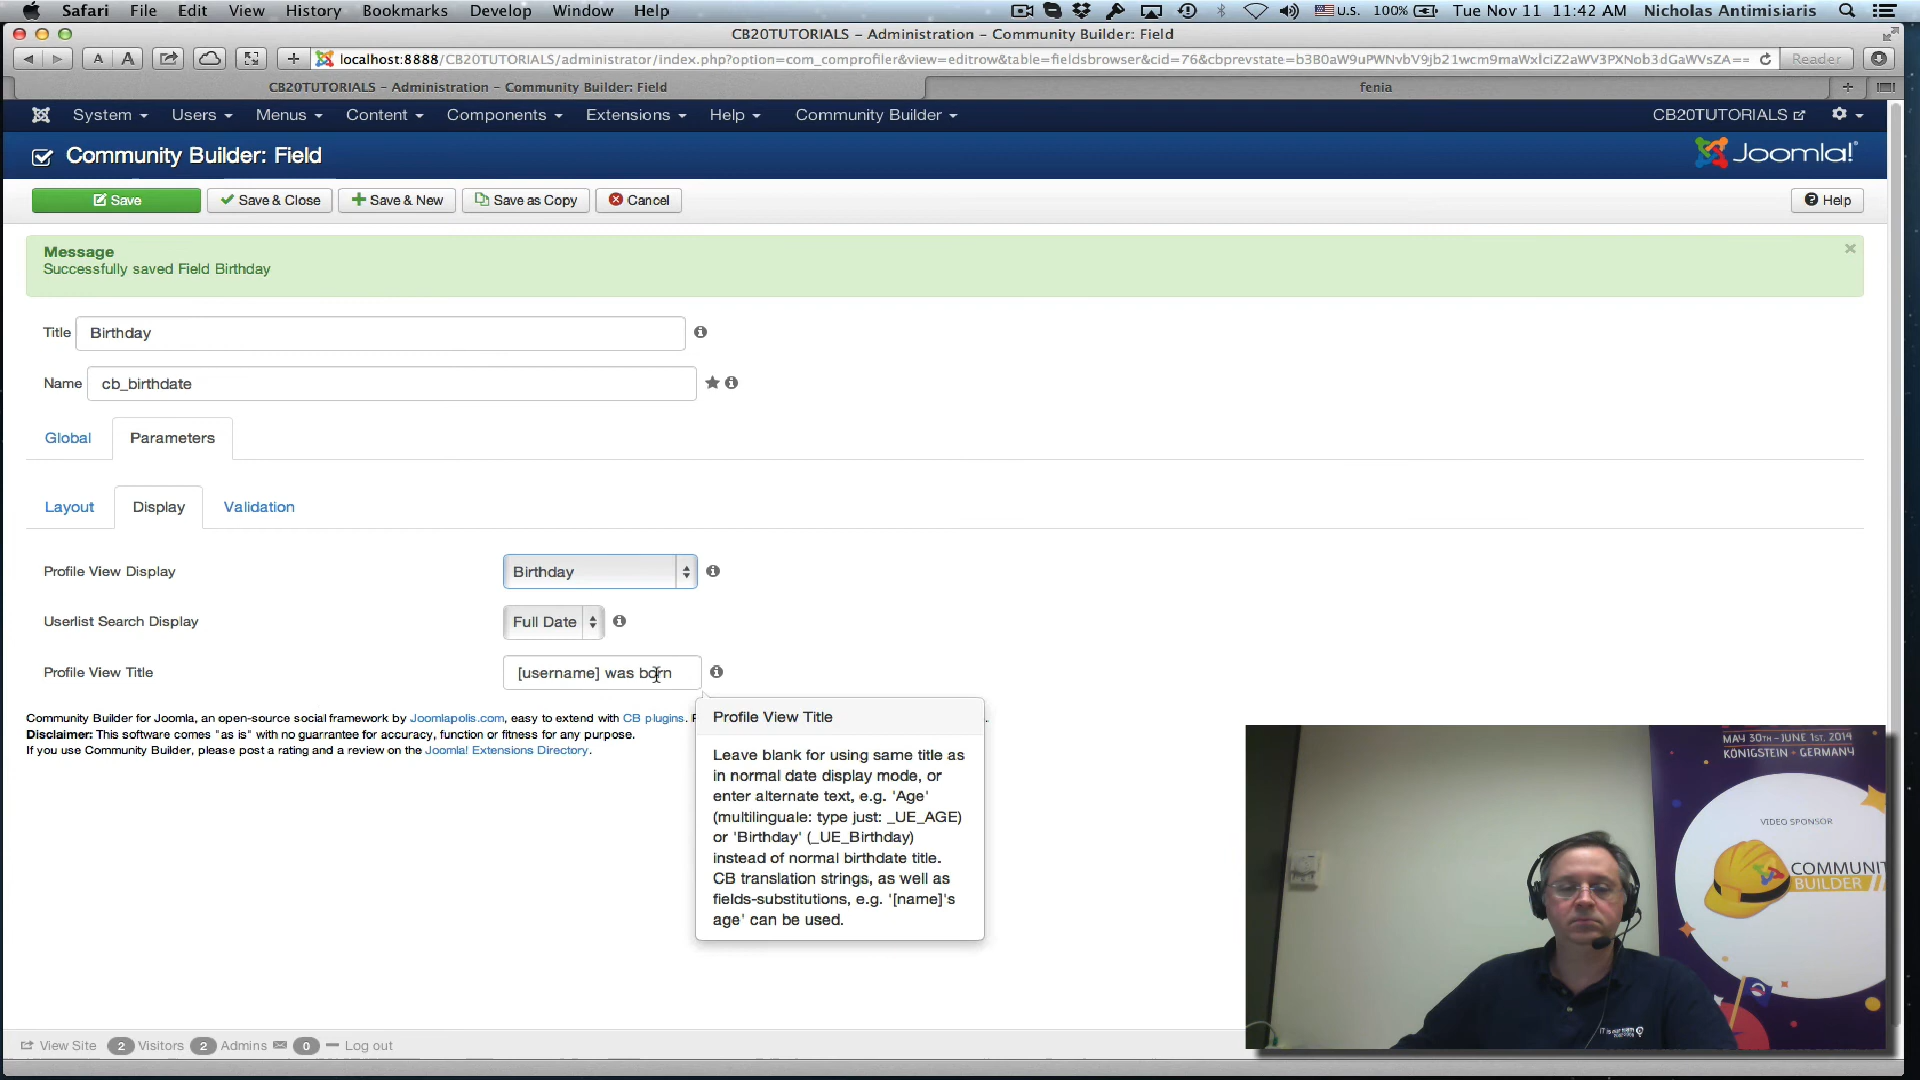 Safari File Edit View History Bookmarks Develop Window Help U.S. 100% Tue Nov 11 11:42 AM Nicholas Antimisiaris
CB20TUTORIALS - Administration - Community Builder: Field
A A localhost:8888/CB20TUTORIALS/administrator/index.php?option=com_comprofiler&view=editrow&table=fieldsbrowser&cid=76&cbprevstate=b3B0aW9uPWNvbV9jb21wcm9maWxlciZ2aWV3PXNob3dGaWVsZA== Reader
CB20TUTORIALS - Administration - Community Builder: Field fenia
System Users Menus Content Components Extensions Help Community Builder CB20TUTORIALS
Community Builder: Field Joomla!
Save Save & Close Save & New Save as Copy Cancel Help
Message
Successfully saved Field Birthday
Title Birthday
Name cb_birthdate
Global Parameters
Layout Display Validation
Profile View Display Birthday
Userlist Search Display Full Date
Profile View Title [username] was born
Community Builder for Joomla, an open-source social framework by Joomlapolis.com, easy to extend with CB plugins.
Disclaimer: This software comes "as is" with no guarrantee for accuracy, function or fitness for any purpose.
If you use Community Builder, please post a rating and a review on the Joomla! Extensions Directory.
Profile View Title
Leave blank for using same title as
in normal date display mode, or
enter alternate text, e.g. 'Age'
(multilinguale: type just: _UE_AGE)
or 'Birthday' (_UE_Birthday)
instead of normal birthdate title.
CB translation strings, as well as
fields-substitutions, e.g. '[name]'s
age' can be used.
MAY 30TH - JUNE 1ST, 2014
KÖNIGSTEIN - GERMANY
VIDEO SPONSOR
COMMUNIT
BUILDER
View Site 2 Visitors 2 Admins 0 Log out